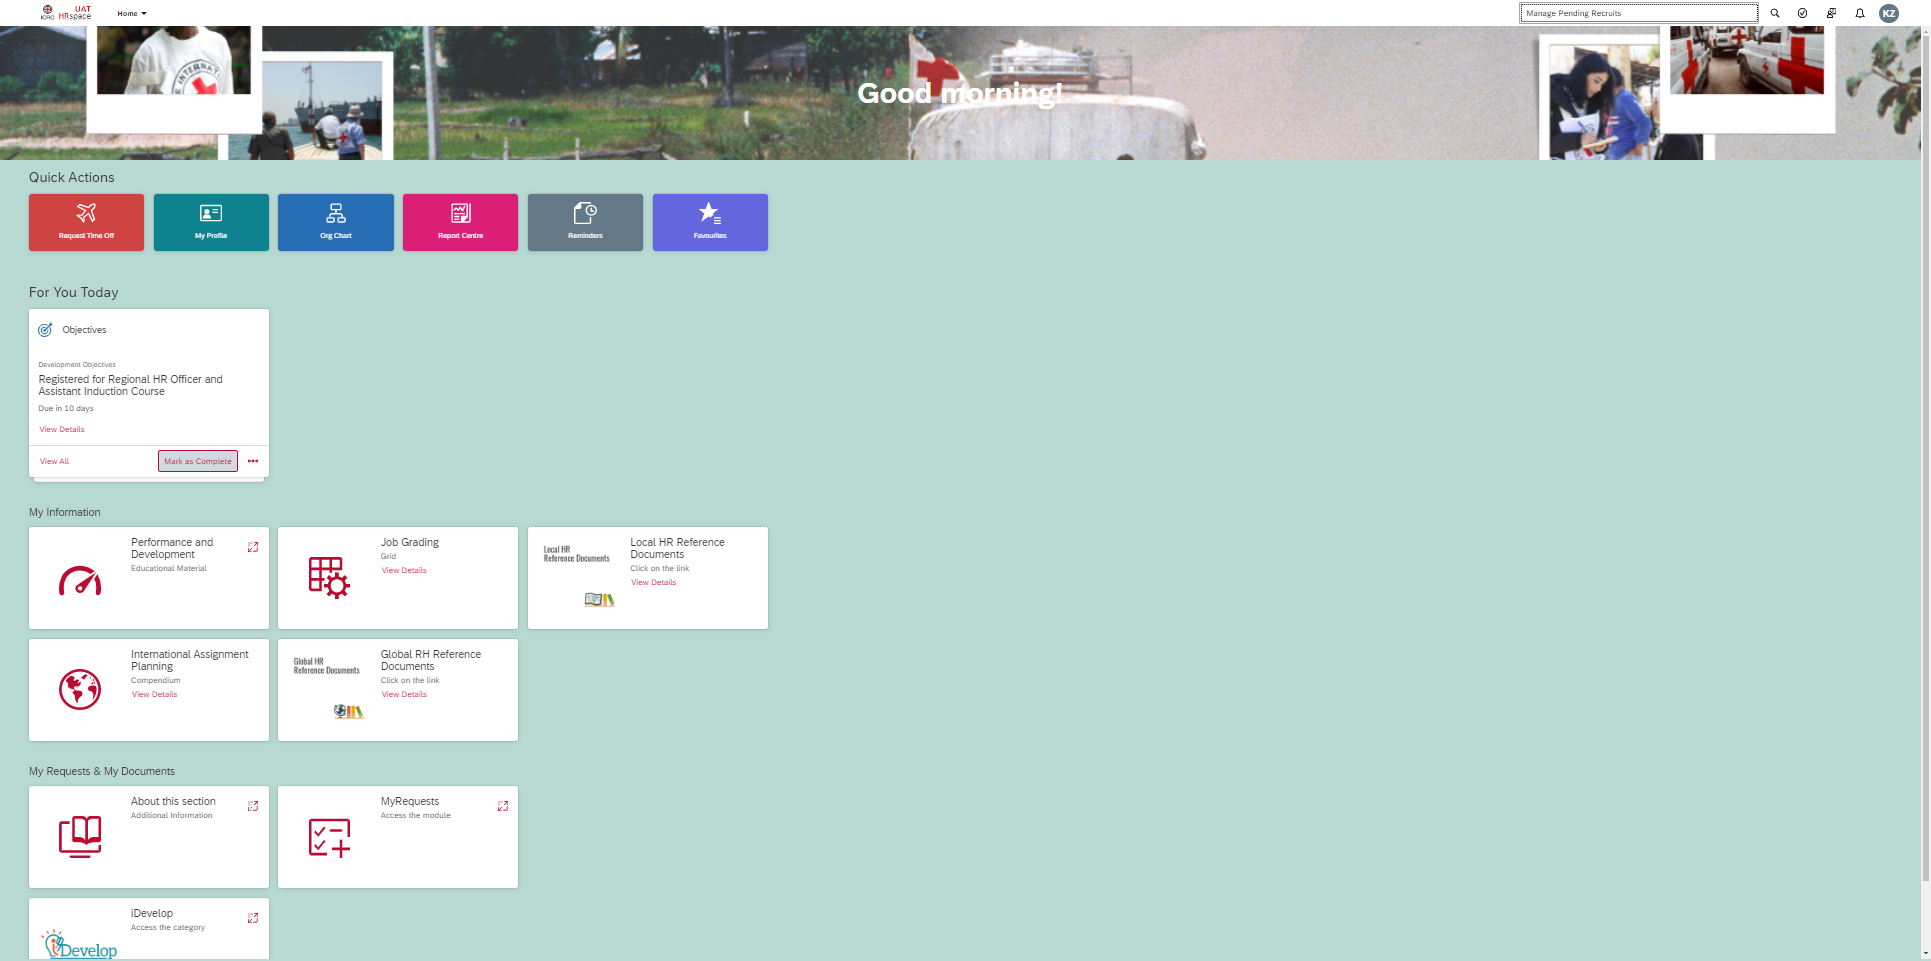 ICRC
UAT
HRspace
Home
Manage Pending Recruits
KZ
INTERNAT
Good morning!
Quick Actions
Request Time Off
My Profile
Org Chart
Report Centre
Reminders
Favourites
For You Today
Objectives
Development Objectives
Registered for Regional HR Officer and
Assistant Induction Course
Due in 10 days
View Details
View All
Mark as Complete
My Information
Performance and
Development
Educational Material
Job Grading
Grid
View Details
Local HR
Reference Documents
Local HR Reference
Documents
Click on the link
View Details
International Assignment
Planning
Compendium
View Details
Global HR
Reference Documents
Global RH Reference
Documents
Click on the link
View Details
My Requests & My Documents
About this section
Additional Information
MyRequests
Access the module
iDevelop
Access the category
iDevelop